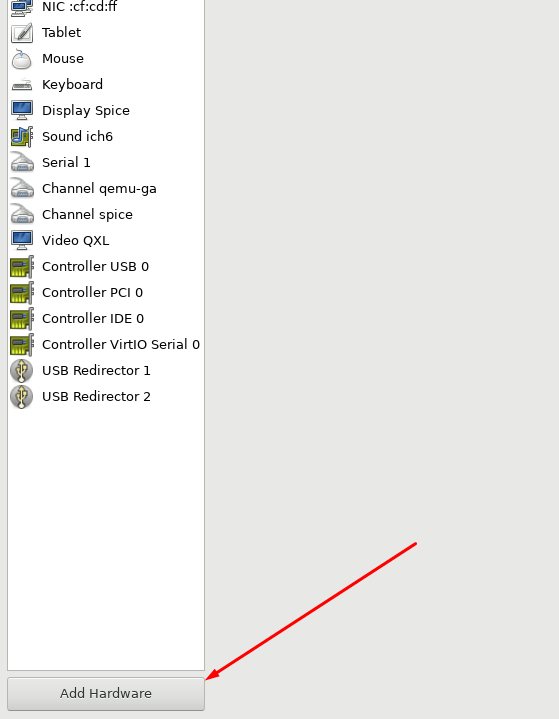 NIC :cf:cd:ff
Tablet
Mouse
Keyboard
Display Spice
Sound ich6
Serial 1
Channel qemu-ga
Channel spice
Video QXL
Controller USB 0
Controller PCI 0
Controller IDE 0
Controller VirtIO Serial 0
USB Redirector 1
USB Redirector 2
Add Hardware